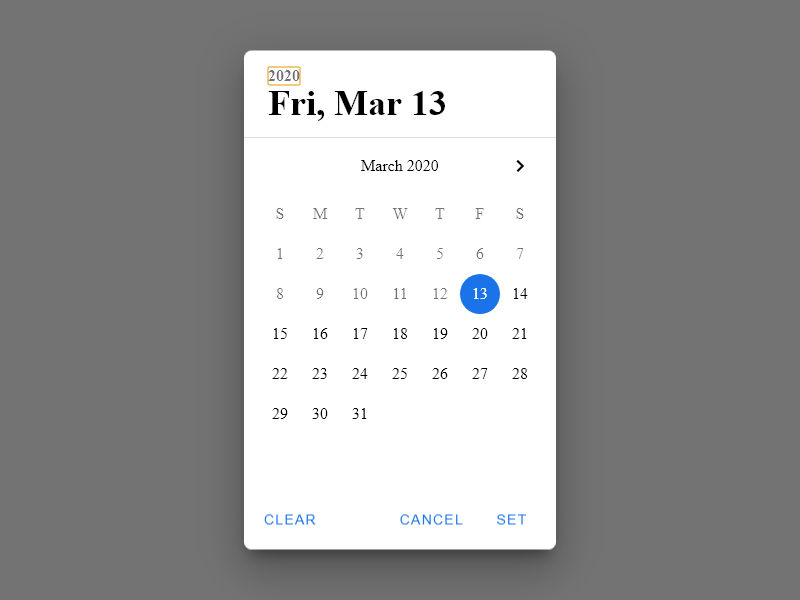 2020
Fri, Mar 13
March 2020
S M T W T F S
1 2 3 4 5 6 7
8 9 10 11 12 13 14
15 16 17 18 19 20 21
22 23 24 25 26 27 28
29 30 31
CLEAR CANCEL SET